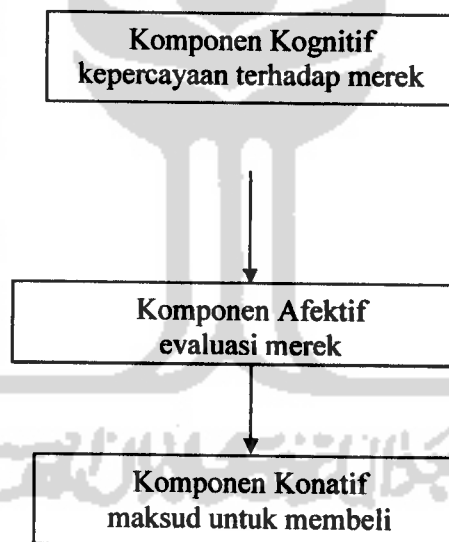 Komponen Kognitif
kepercayaan terhadap merek
Komponen Afektif
evaluasi merek
Komponen Konatif
maksud untuk membeli